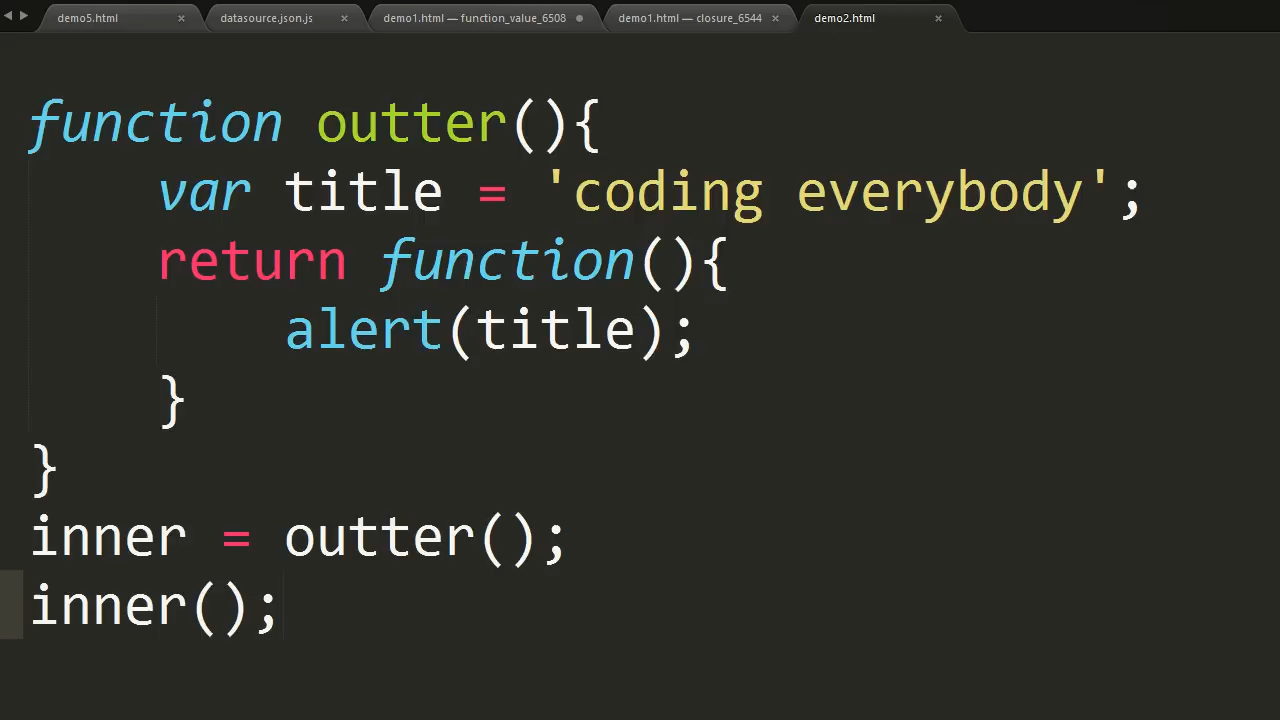 demo5.html × datasource.json.js × demo1.html — function_value_6508 demo1.html — closure_6544 × demo2.html ×
function outter(){
    var title = 'coding everybody';
    return function(){
        alert(title);
    }
}
inner = outter();
inner();